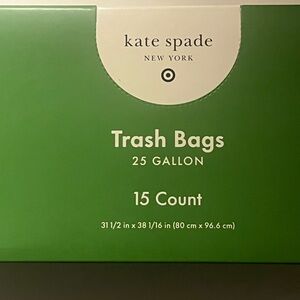 kate spade
NEW YORK
Trash Bags
25 GALLON
15 Count
31 1/2 in x 38 1/16 in (80 cm x 96.6 cm)